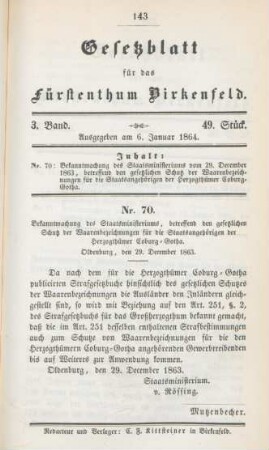 143
Gesetzblatt
für das
Fürstenthum Birkenfeld.
3. Band.
49. Stück.
Ausgegeben am 6. Januar 1864.
Inhalt:
Nr. 70: Bekanntmachung des Staatsministeriums vom 29. December
1863, betreffend den gesetzlichen Schutz der Waarenbezeich-
nungen für die Staatsangehörigen der Herzogthümer Coburg-
Gotha.
Nr. 70.
Bekanntmachung des Staatsministeriums, betreffend den gesetzlichen
Schutz der Waarenbezeichnungen für die Staatsangehörigen der
Herzogthümer Coburg-Gotha.
Oldenburg, den 29. December 1863.
Da nach dem für die Herzogthümer Coburg-Gotha
publicirten Strafgesetzbuche hinsichtlich des gesetzlichen Schutzes
der Waarenbezeichnungen die Ausländer den Inländern gleich-
gestellt sind, so wird mit Beziehung auf den Art. 251, §. 2,
des Strafgesetzbuchs für das Großherzogthum bekannt gemacht,
daß die im Art. 251 desselben enthaltenen Strafbestimmungen
auch zum Schutz von Waarenbezeichnungen für die den
Herzogthümern Coburg-Gotha angehörenden Gewerbetreibenden
bis auf Weiteres zur Anwendung kommen.
Oldenburg, den 29. December 1863.
Staatsministerium.
v. Rössing.
Mutzenbecher.
Redacteur und Verleger: C. F. Kittsteiner in Birkenfeld.